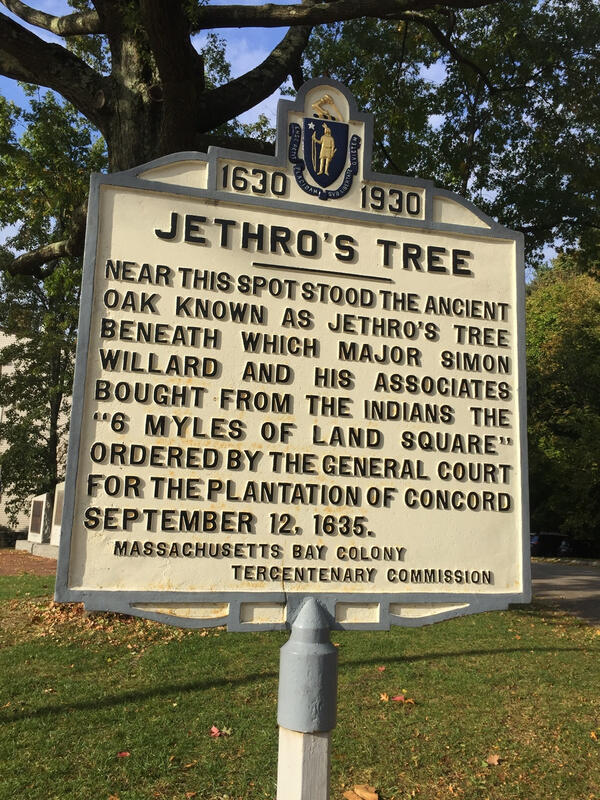 1630 1930
JETHRO'S TREE
NEAR THIS SPOT STOOD THE ANCIENT
OAK KNOWN AS JETHRO'S TREE
BENEATH WHICH MAJOR SIMON
WILLARD AND HIS ASSOCIATES
BOUGHT FROM THE INDIANS THE
"6 MYLES OF LAND SQUARE"
ORDERED BY THE GENERAL COURT
FOR THE PLANTATION OF CONCORD
SEPTEMBER 12, 1635.
MASSACHUSETTS BAY COLONY
TERCENTENARY COMMISSION